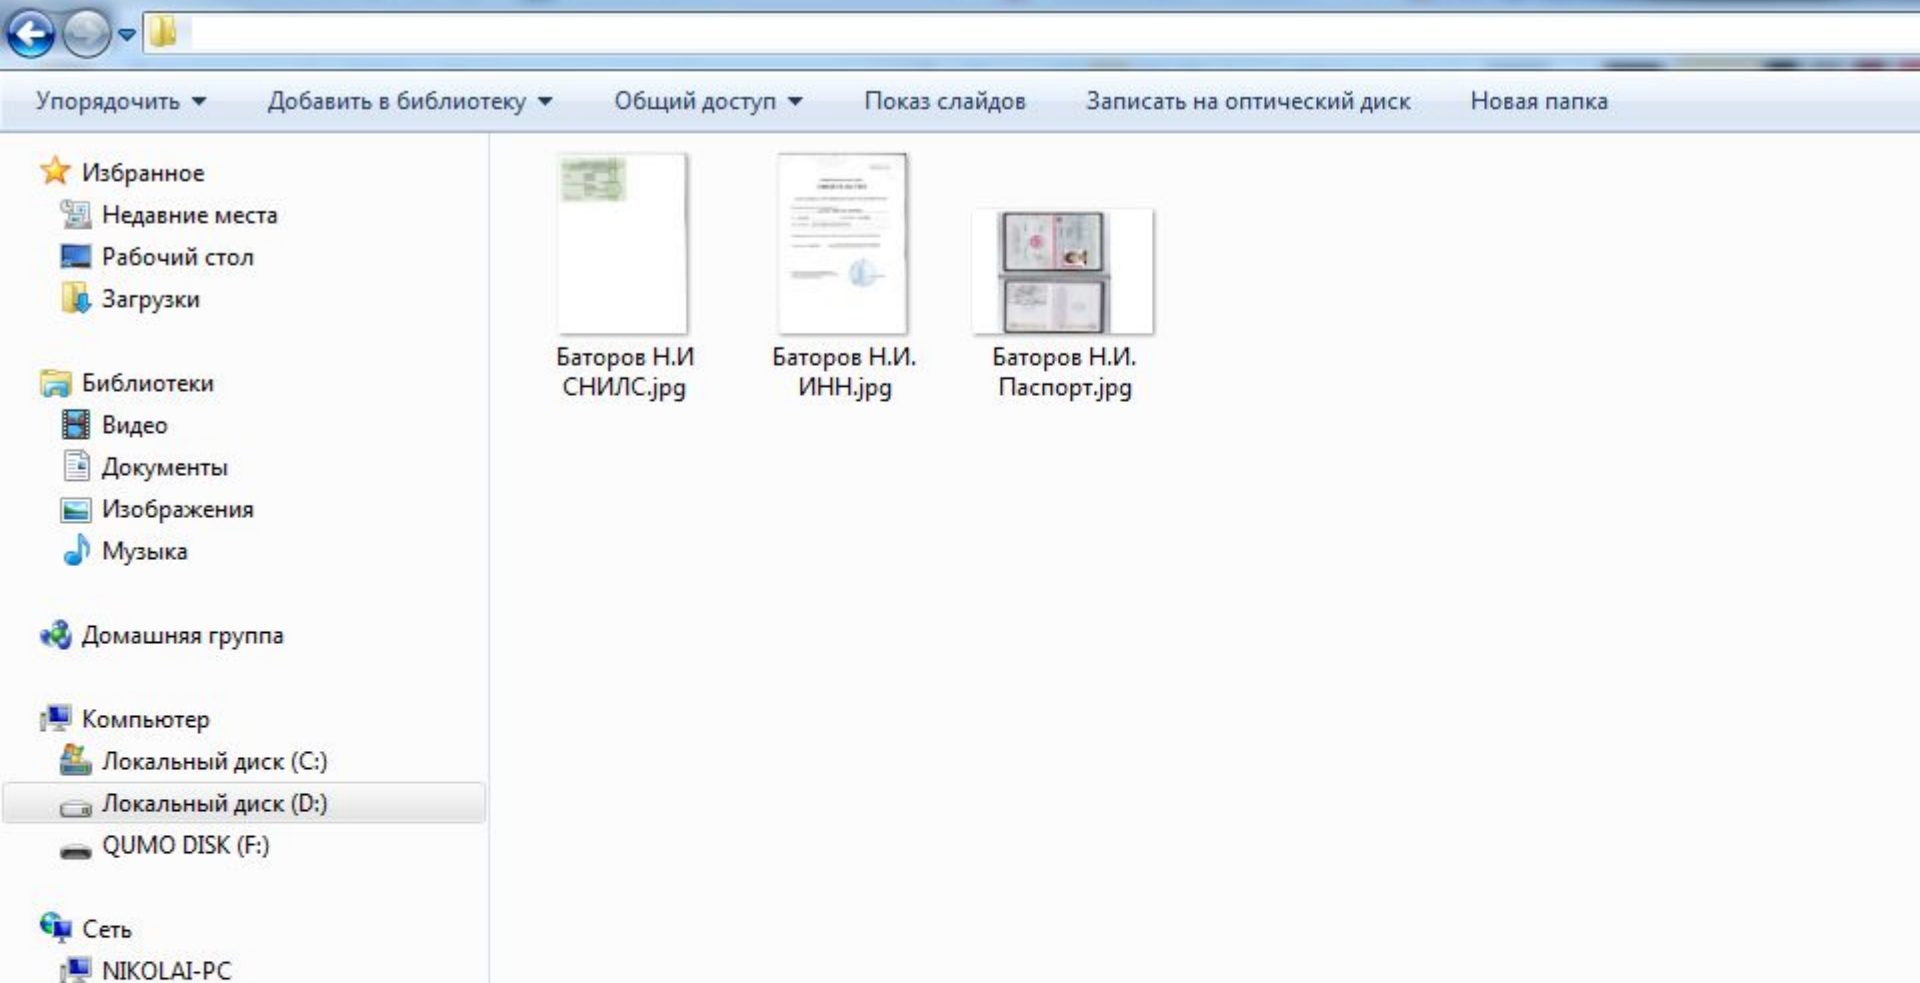 Упорядочить Добавить в библиотеку Общий доступ Показ слайдов Записать на оптический диск Новая папка
Избранное
Недавние места
Рабочий стол
Загрузки
Библиотеки
Видео
Документы
Изображения
Музыка
Домашняя группа
Компьютер
Локальный диск (C:)
Локальный диск (D:)
QUMO DISK (F:)
Сеть
NIKOLAI-PC
Баторов Н.И
СНИЛС.jpg
Баторов Н.И.
ИНН.jpg
Баторов Н.И.
Паспорт.jpg